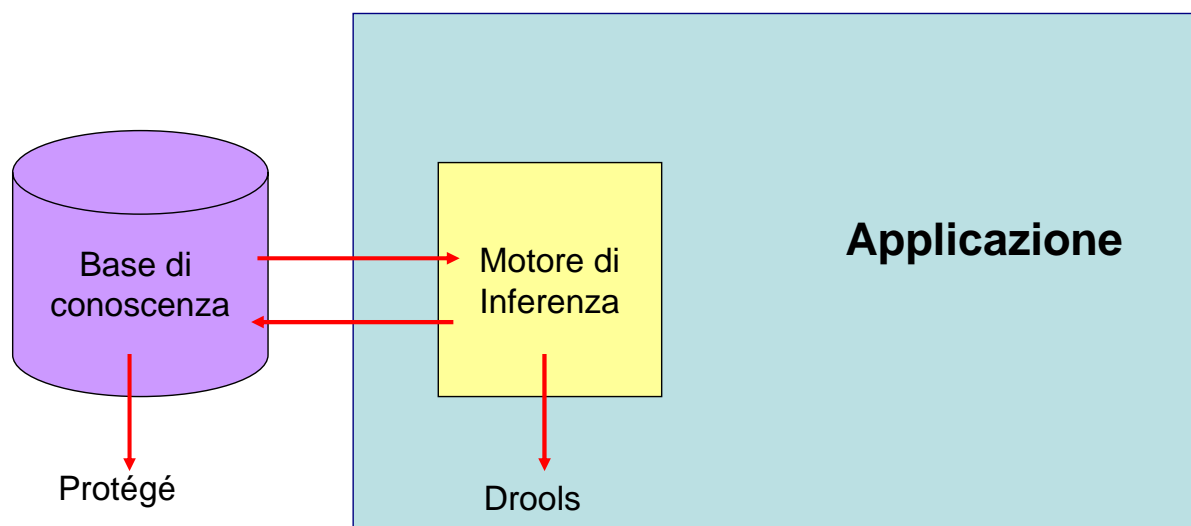 Base di
conoscenza
Motore di
Inferenza
Applicazione
Protégé
Drools